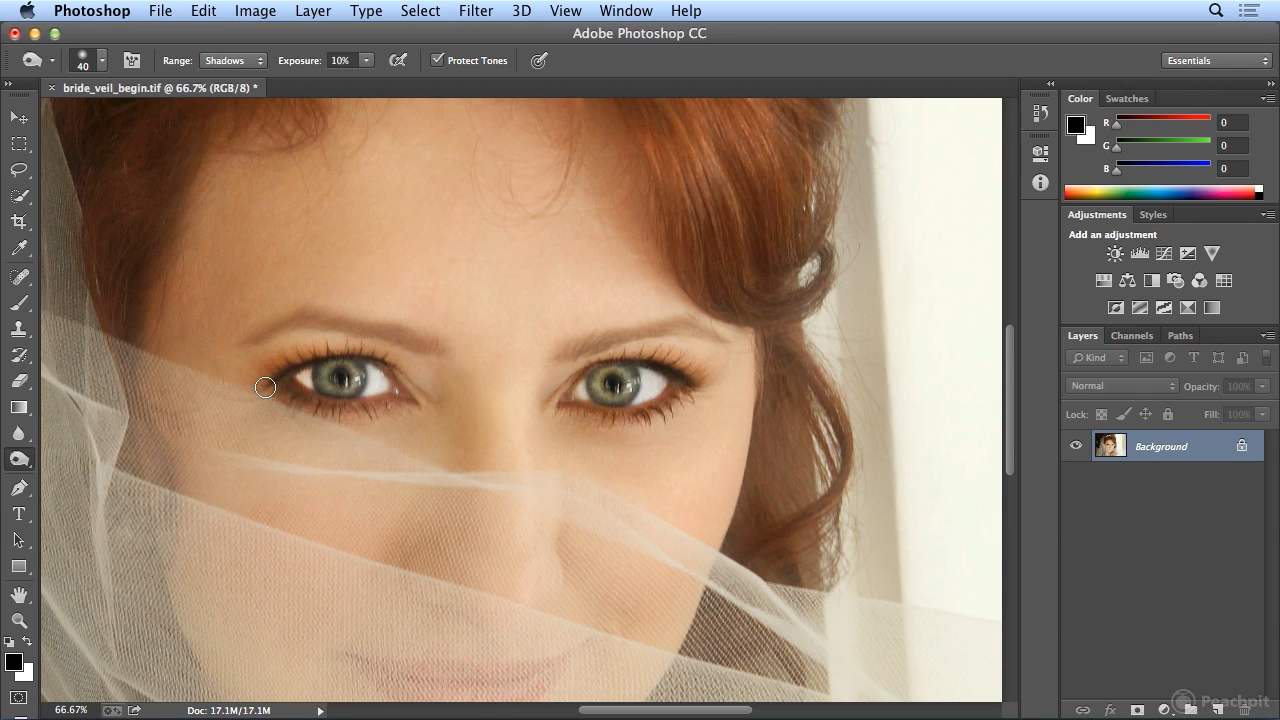 Photoshop File Edit Image Layer Type Select Filter 3D View Window Help
Adobe Photoshop CC
40 Range: Shadows Exposure: 10% Protect Tones Essentials
× bride_veil_begin.tif @ 66.7% (RGB/8) *
Color Swatches
R 0
G 0
B 0
Adjustments Styles
Add an adjustment
Layers Channels Paths
Kind
Normal Opacity: 100%
Lock: Fill: 100%
Background
T
fx
66.67% Doc: 17.1M/17.1M
Peachpit